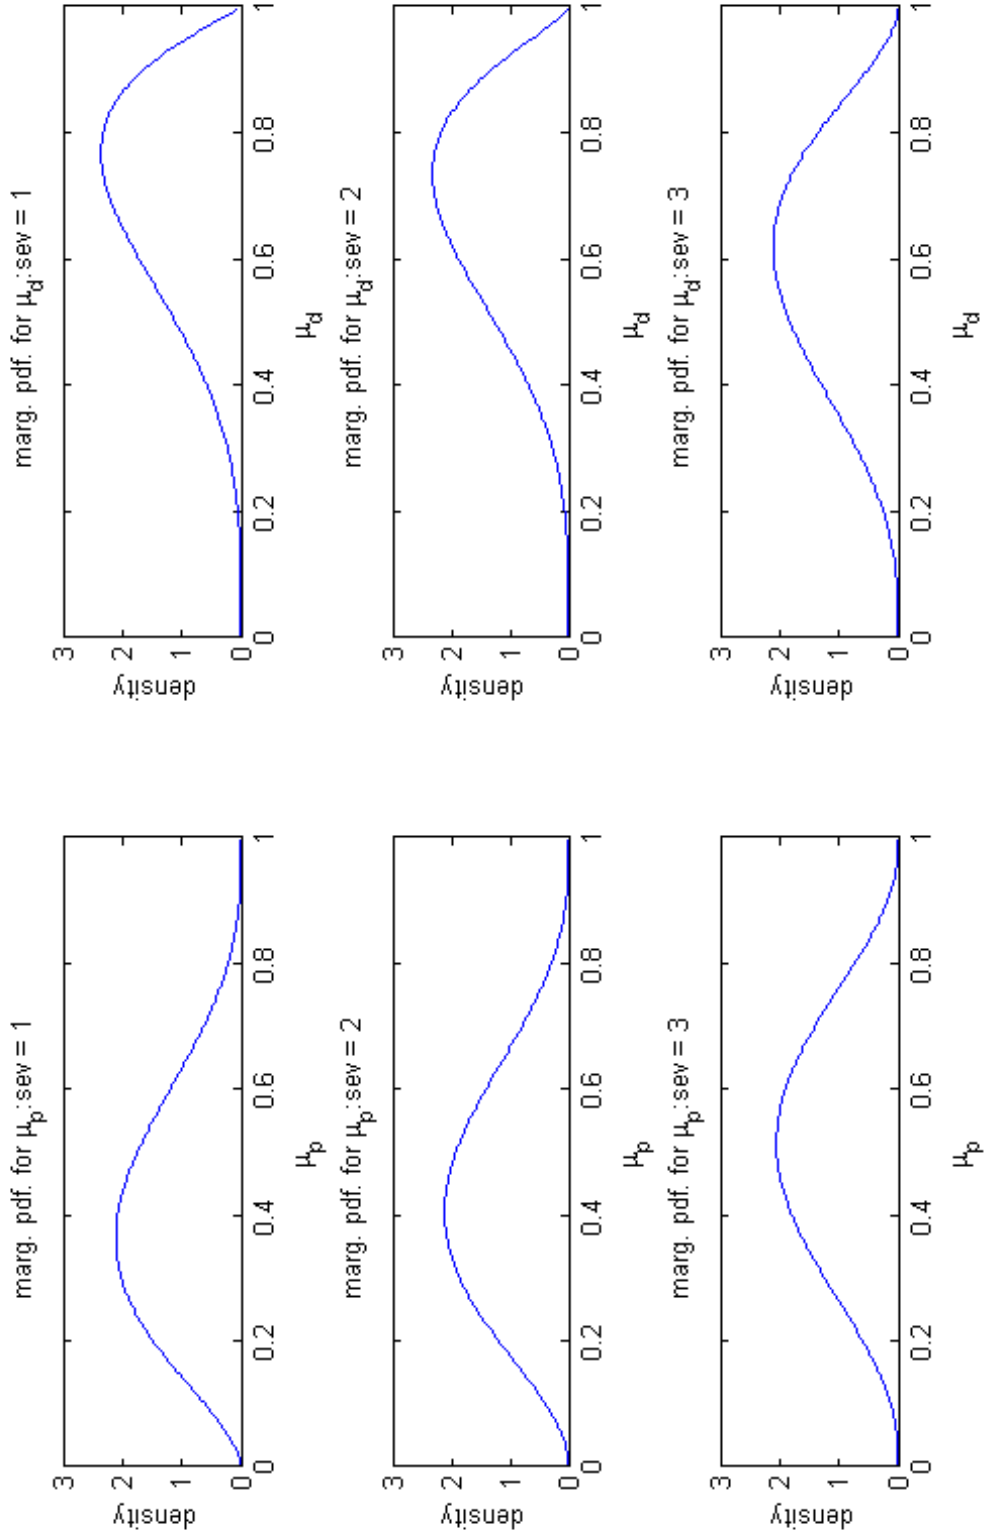 marg. pdf. for μp:sev = 1
3
2
1
0
density
0 0.2 0.4 0.6 0.8 1
μp
marg. pdf. for μd:sev = 1
3
2
1
0
density
0 0.2 0.4 0.6 0.8 1
μd
marg. pdf. for μp:sev = 2
3
2
1
0
density
0 0.2 0.4 0.6 0.8 1
μp
marg. pdf. for μd:sev = 2
3
2
1
0
density
0 0.2 0.4 0.6 0.8 1
μd
marg. pdf. for μp:sev = 3
3
2
1
0
density
0 0.2 0.4 0.6 0.8 1
μp
marg. pdf. for μd:sev = 3
3
2
1
0
density
0 0.2 0.4 0.6 0.8 1
μd